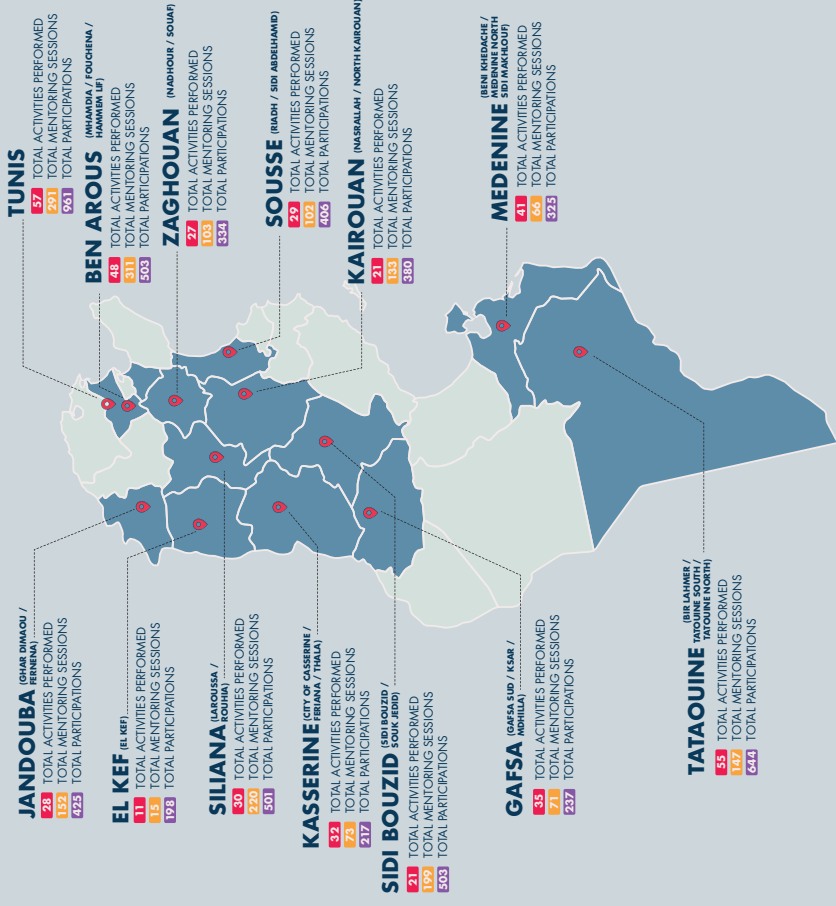 TUNIS
57 TOTAL ACTIVITIES PERFORMED
291 TOTAL MENTORING SESSIONS
961 TOTAL PARTICIPATIONS
BEN AROUS (MHAMDIA / FOUCHENA /
HAMMEM LIF)
48 TOTAL ACTIVITIES PERFORMED
311 TOTAL MENTORING SESSIONS
503 TOTAL PARTICIPATIONS
ZAGHOUAN (NADHOUR / SOUAF)
27 TOTAL ACTIVITIES PERFORMED
103 TOTAL MENTORING SESSIONS
334 TOTAL PARTICIPATIONS
SOUSSE (RIADH / SIDI ABDELHAMID)
29 TOTAL ACTIVITIES PERFORMED
102 TOTAL MENTORING SESSIONS
406 TOTAL PARTICIPATIONS
KAIROUAN (NASRALLAH / NORTH KAIROUAN)
21 TOTAL ACTIVITIES PERFORMED
133 TOTAL MENTORING SESSIONS
380 TOTAL PARTICIPATIONS
MEDENINE (BENI KHEDACHE /
MEDENINE NORTH
SIDI MAKHLOUF)
41 TOTAL ACTIVITIES PERFORMED
66 TOTAL MENTORING SESSIONS
325 TOTAL PARTICIPATIONS
JANDOUBA (GHAR DIMAOU /
FERNENA)
28 TOTAL ACTIVITIES PERFORMED
152 TOTAL MENTORING SESSIONS
425 TOTAL PARTICIPATIONS
EL KEF (EL KEF)
11 TOTAL ACTIVITIES PERFORMED
15 TOTAL MENTORING SESSIONS
198 TOTAL PARTICIPATIONS
SILIANA (LAROUSSA /
ROUHIA)
30 TOTAL ACTIVITIES PERFORMED
220 TOTAL MENTORING SESSIONS
501 TOTAL PARTICIPATIONS
KASSERINE (CITY OF CASSERINE /
FERIANA / THALA)
32 TOTAL ACTIVITIES PERFORMED
73 TOTAL MENTORING SESSIONS
217 TOTAL PARTICIPATIONS
SIDI BOUZID (SIDI BOUZID /
SOUK JEDID)
21 TOTAL ACTIVITIES PERFORMED
199 TOTAL MENTORING SESSIONS
503 TOTAL PARTICIPATIONS
GAFSA (GAFSA SUD / KSAR /
MDHILLA)
35 TOTAL ACTIVITIES PERFORMED
71 TOTAL MENTORING SESSIONS
237 TOTAL PARTICIPATIONS
TATAOUINE (BIR LAHMER /
TATOUINE SOUTH /
TATOUINE NORTH)
55 TOTAL ACTIVITIES PERFORMED
147 TOTAL MENTORING SESSIONS
644 TOTAL PARTICIPATIONS